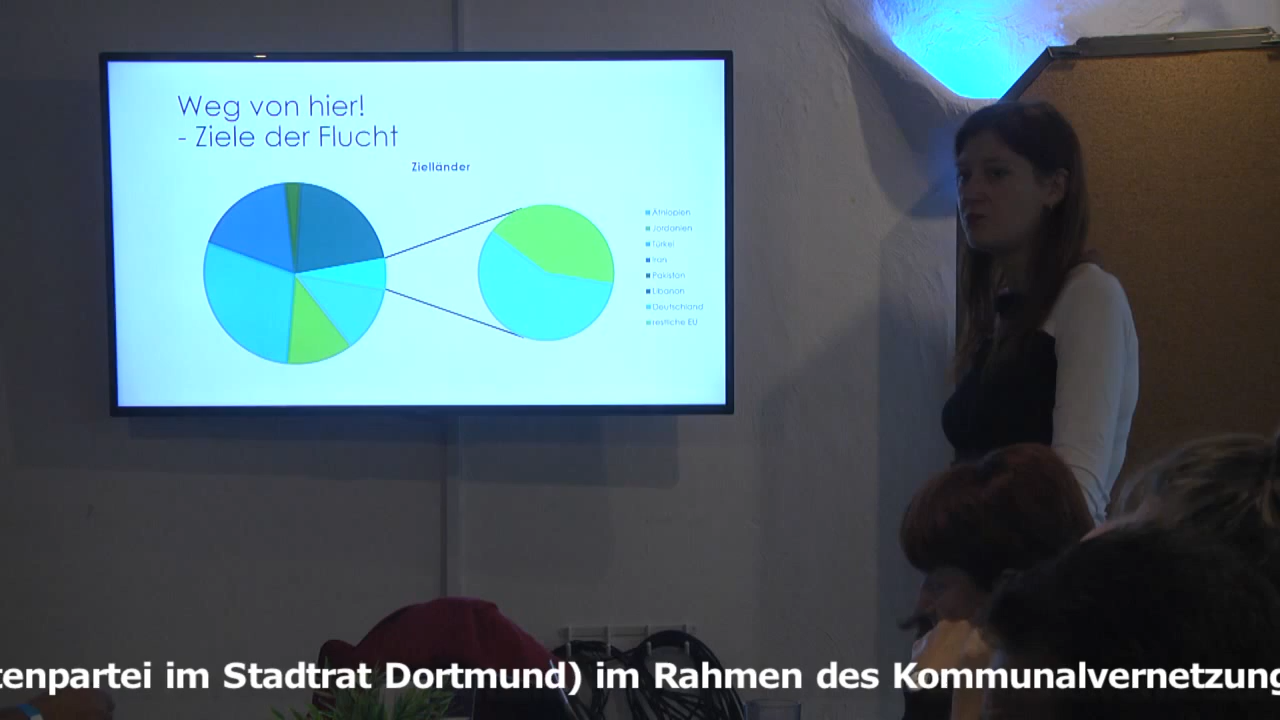 Weg von hier!
- Ziele der Flucht
Zielländer
Äthiopien
Jordanien
Türkei
Iran
Pakistan
Libanon
Deutschland
restliche EU
tenpartei im Stadtrat Dortmund) im Rahmen des Kommunalvernetzung